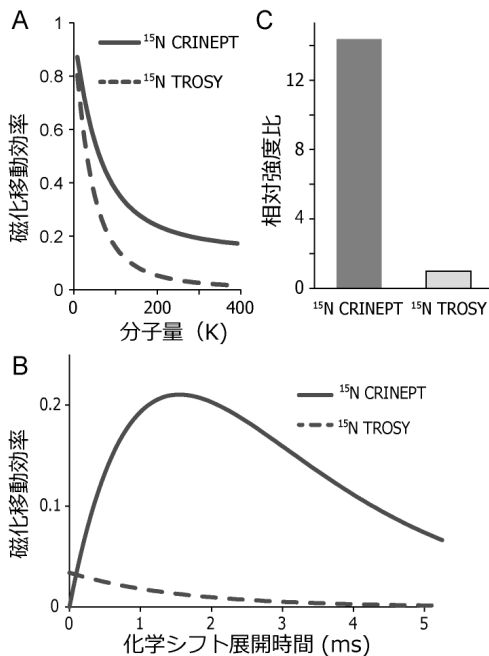 A
1
0.8
0.6
0.4
0.2
0
磁化移動効率
¹⁵N CRINEPT
¹⁵N TROSY
0 200 400
分子量（K）
C
14
12
8
4
0
相対強度比
¹⁵N CRINEPT ¹⁵N TROSY
B
0.2
0.1
0
磁化移動効率
¹⁵N CRINEPT
¹⁵N TROSY
0 1 2 3 4 5
化学シフト展開時間 (ms)